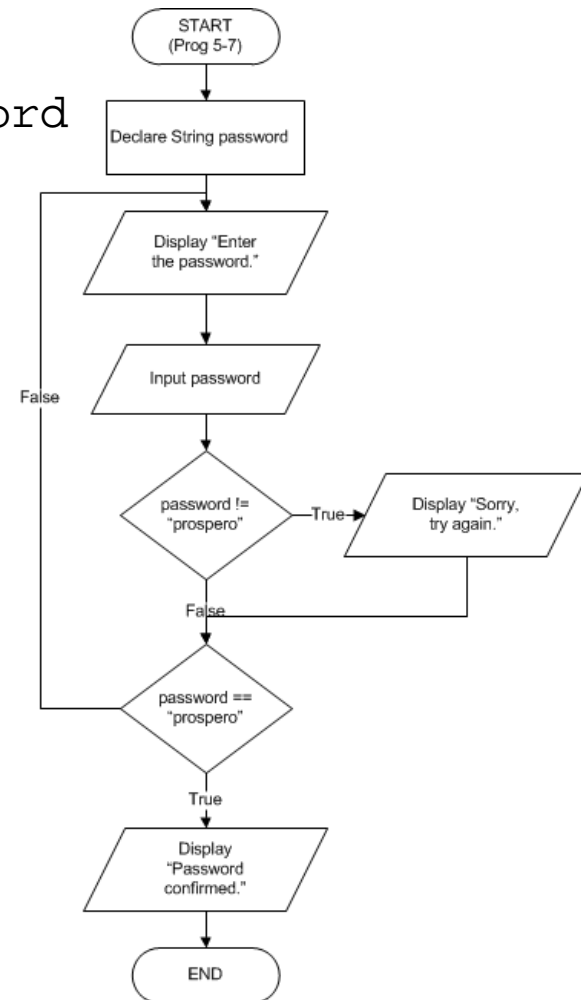 START
(Prog 5-7)
Declare String password
Display “Enter
the password.”
Input password
False
password !=
“prospero”
True
Display “Sorry,
try again.”
False
password ==
“prospero”
True
Display
“Password
confirmed.”
END